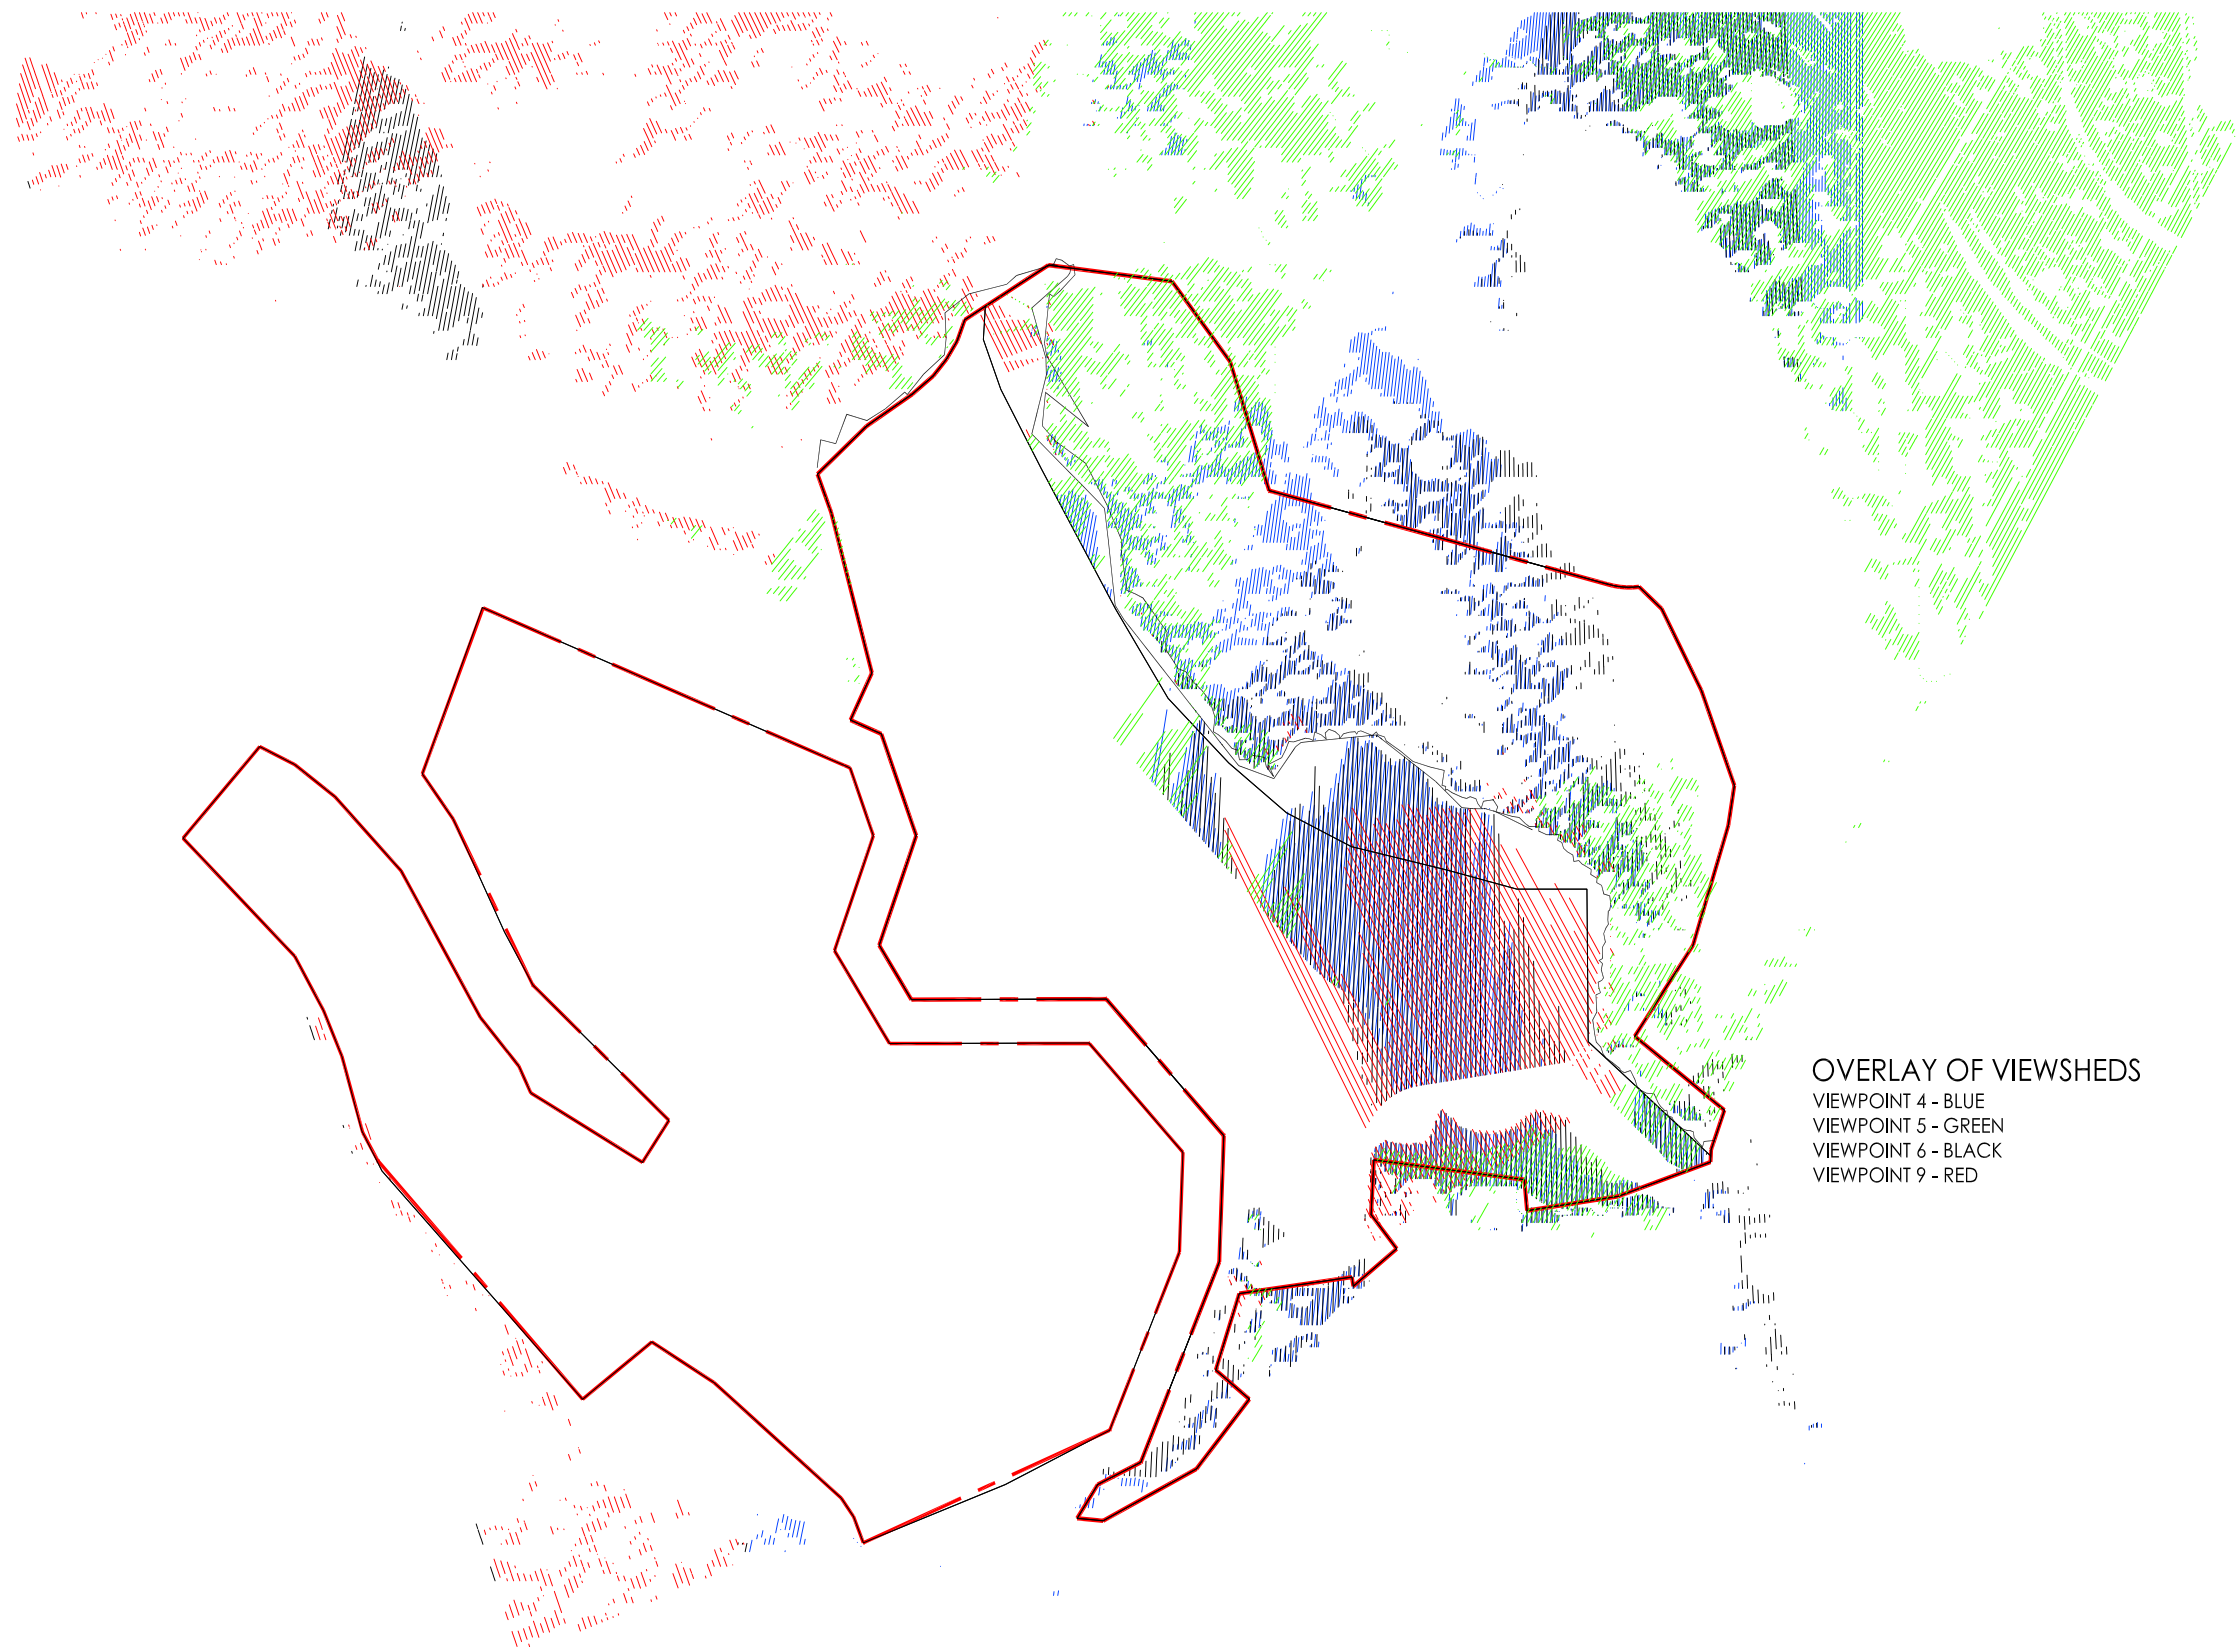 OVERLAY OF VIEWSHEDS
VIEWPOINT 4 - BLUE
VIEWPOINT 5 - GREEN
VIEWPOINT 6 - BLACK
VIEWPOINT 9 - RED